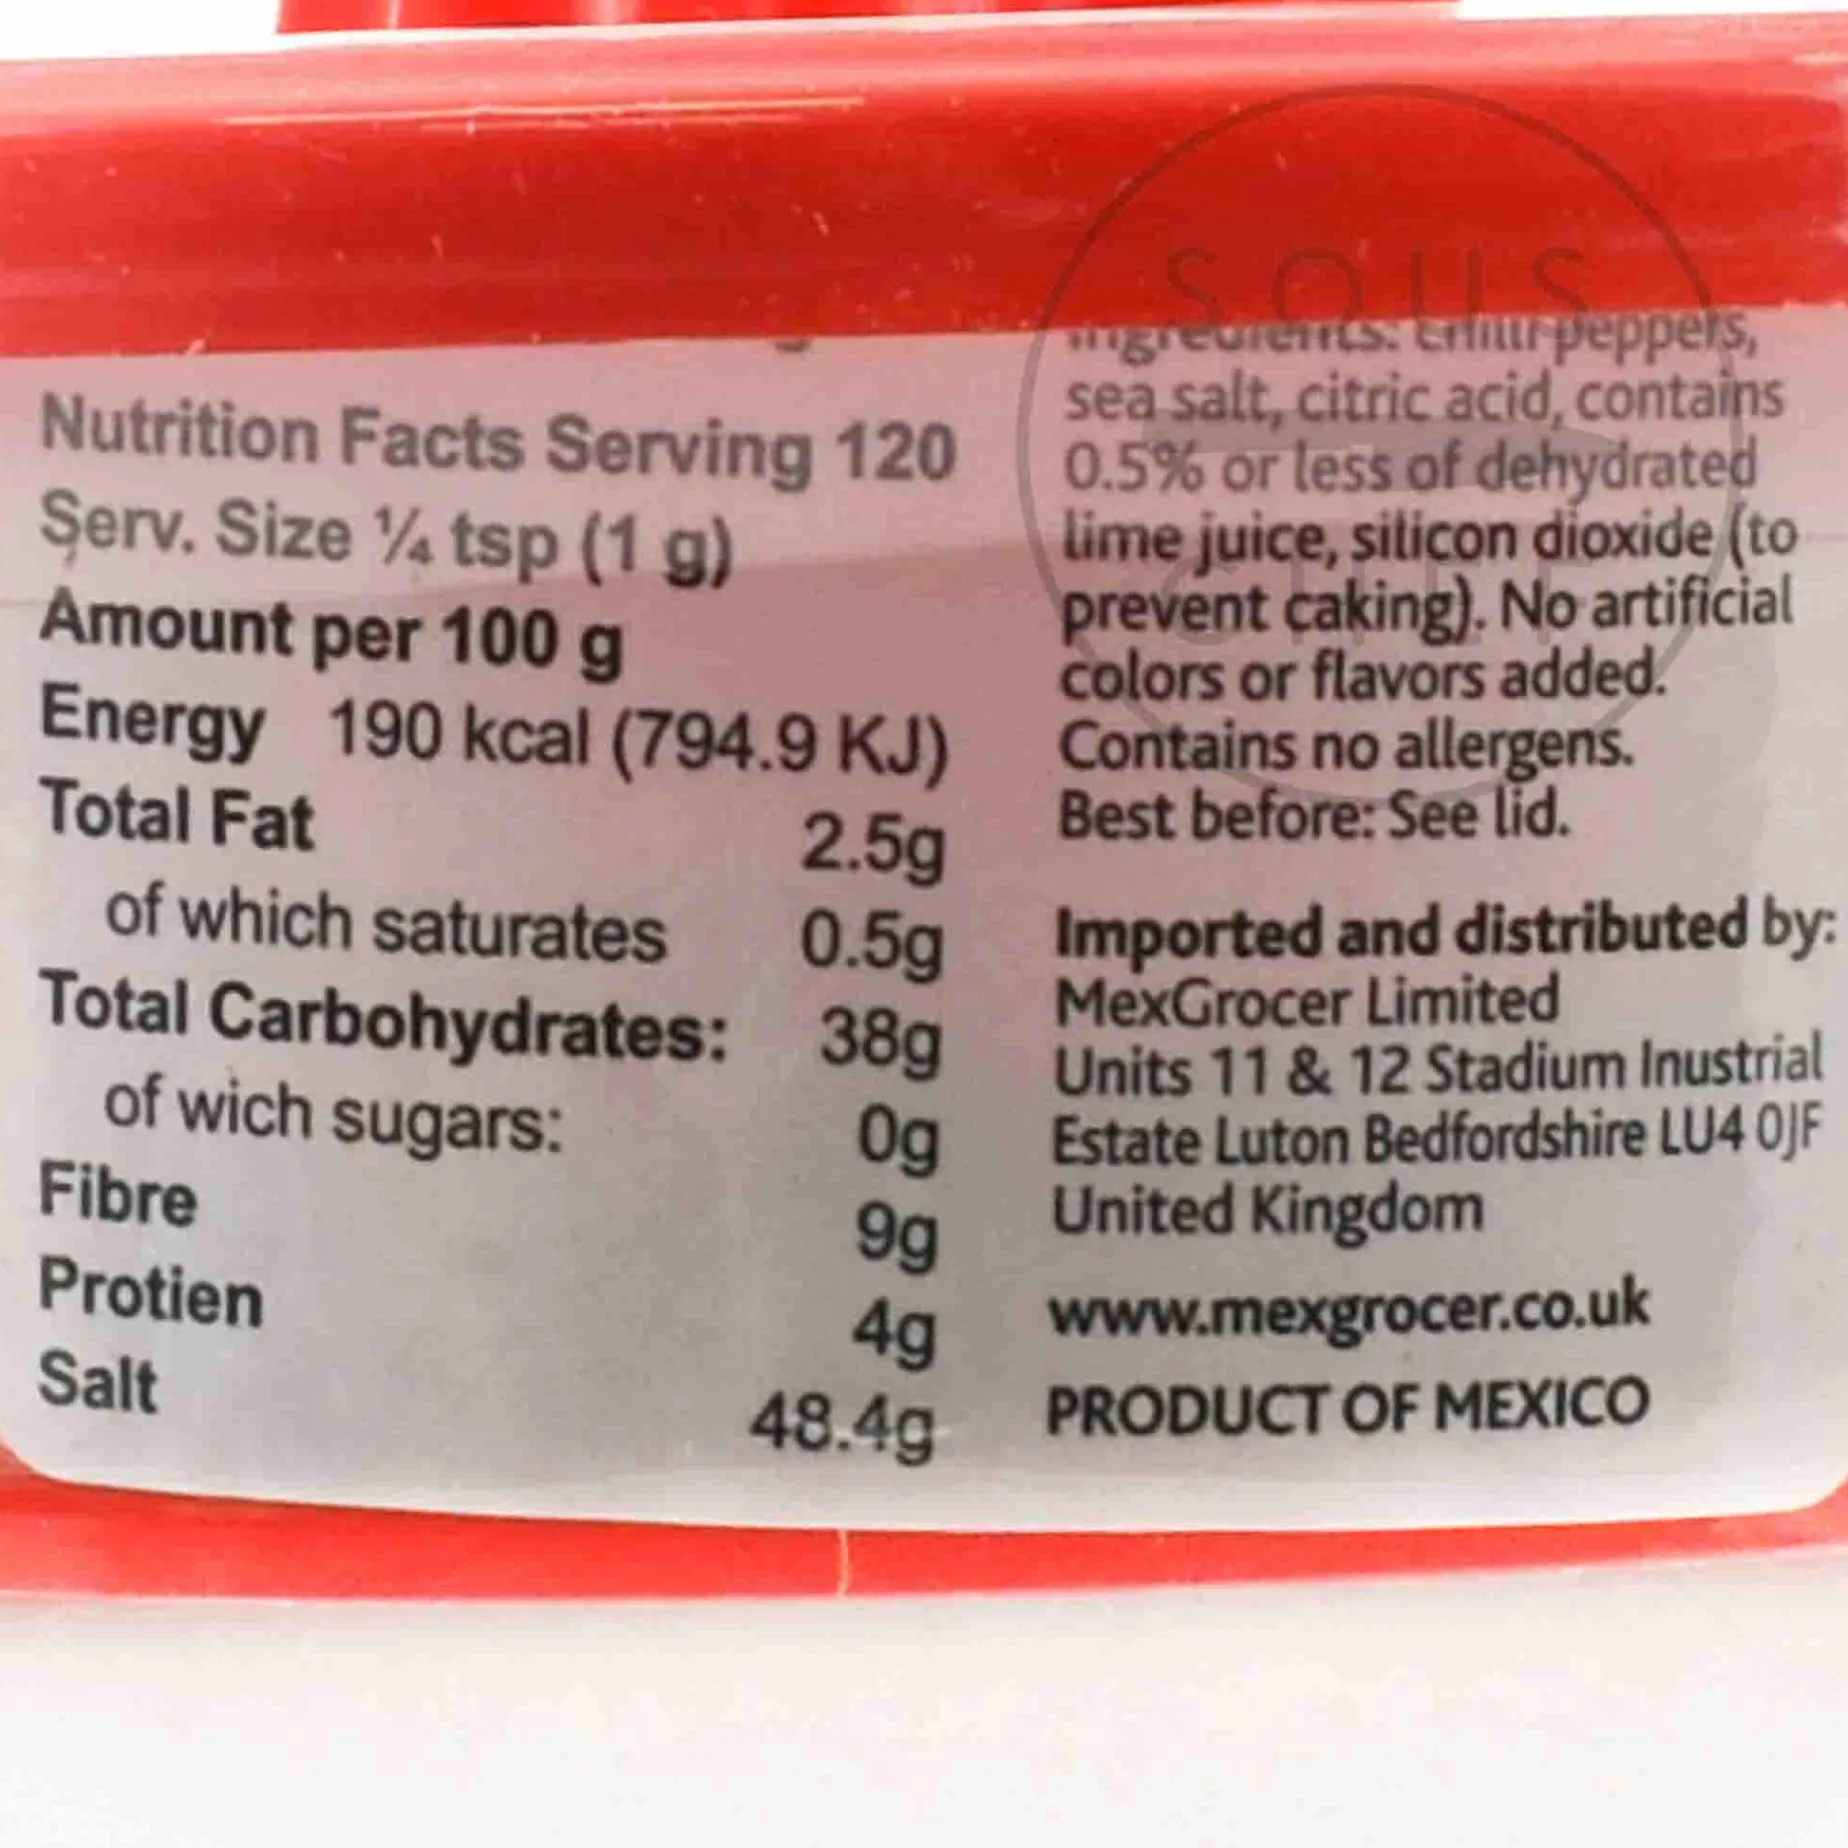 Nutrition Facts Serving 120
Serv. Size ¼ tsp (1 g)
Amount per 100 g
Energy 190 kcal (794.9 KJ)
Total Fat 2.5g
of which saturates 0.5g
Total Carbohydrates: 38g
of wich sugars: 0g
Fibre 9g
Protien 4g
Salt 48.4g
Ingredients: Chilli peppers,
sea salt, citric acid, contains
0.5% or less of dehydrated
lime juice, silicon dioxide (to
prevent caking). No artificial
colors or flavors added.
Contains no allergens.
Best before: See lid.
Imported and distributed by:
MexGrocer Limited
Units 11 & 12 Stadium Inustrial
Estate Luton Bedfordshire LU4 0JF
United Kingdom
www.mexgrocer.co.uk
PRODUCT OF MEXICO
SOUS
CHEF